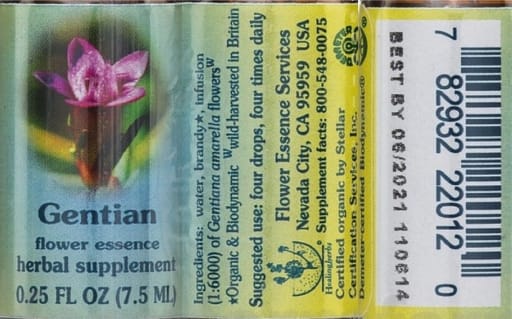 Gentian
flower essence
herbal supplement
0.25 FL OZ (7.5 ML)
Ingredients: water, brandy★, infusion
(1:6000) of Gentiana amarella flowersW
★Organic & Biodynamic Wwild-harvested in Britain
Suggested use: four drops, four times daily
Flower Essence Services
Nevada City, CA 95959 USA
Supplement facts: 800-548-0075
Healingherbs®
Certified organic by Stellar
Certification Services, Inc.
Demeter-certified Biodynamic®
BEST BY 06/2021 110614
7 82932 22012 0